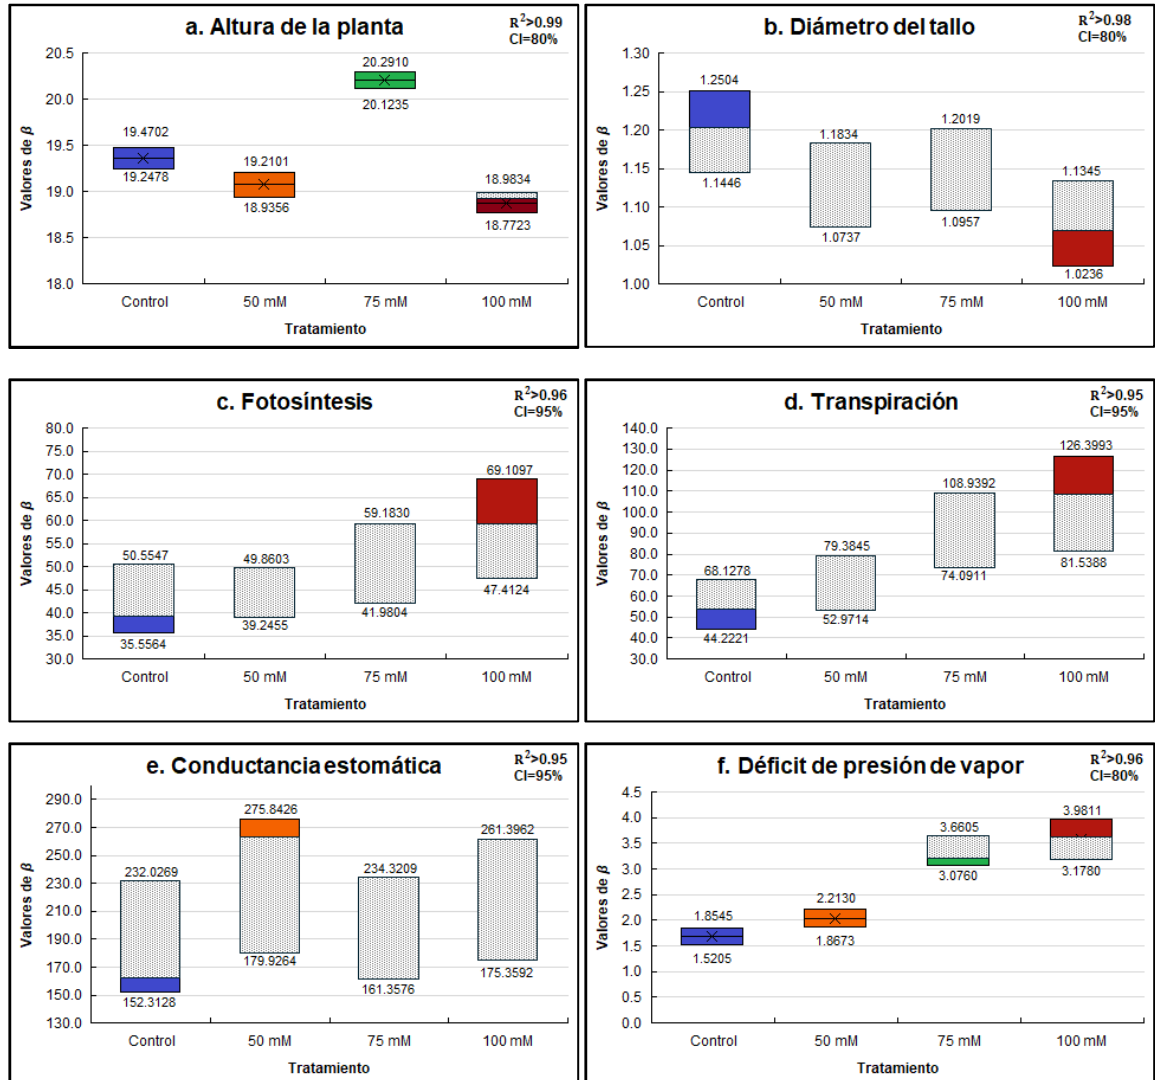 a. Altura de la planta
R²>0.99
CI=80%
Valores de β
20.5
20.0
19.5
19.0
18.5
18.0
19.4702
19.2478
19.2101
18.9356
20.2910
20.1235
18.9834
18.7723
Control 50 mM 75 mM 100 mM
Tratamiento
b. Diámetro del tallo
R²>0.98
CI=80%
Valores de β
1.30
1.25
1.20
1.15
1.10
1.05
1.00
1.2504
1.1446
1.1834
1.0737
1.2019
1.0957
1.1345
1.0236
Control 50 mM 75 mM 100 mM
Tratamiento
c. Fotosíntesis
R²>0.96
CI=95%
Valores de β
80.0
75.0
70.0
65.0
60.0
55.0
50.0
45.0
40.0
35.0
30.0
50.5547
35.5564
49.8603
39.2455
59.1830
41.9804
69.1097
47.4124
Control 50 mM 75 mM 100 mM
Tratamiento
d. Transpiración
R²>0.95
CI=95%
Valores de β
140.0
130.0
120.0
110.0
100.0
90.0
80.0
70.0
60.0
50.0
40.0
30.0
68.1278
44.2221
79.3845
52.9714
108.9392
74.0911
126.3993
81.5388
Control 50 mM 75 mM 100 mM
Tratamiento
e. Conductancia estomática
R²>0.95
CI=95%
Valores de β
290.0
270.0
250.0
230.0
210.0
190.0
170.0
150.0
130.0
232.0269
152.3128
275.8426
179.9264
234.3209
161.3576
261.3962
175.3592
Control 50 mM 75 mM 100 mM
Tratamiento
f. Déficit de presión de vapor
R²>0.96
CI=80%
Valores de β
4.5
4.0
3.5
3.0
2.5
2.0
1.5
1.0
0.5
0.0
1.8545
1.5205
2.2130
1.8673
3.6605
3.0760
3.9811
3.1780
Control 50 mM 75 mM 100 mM
Tratamiento